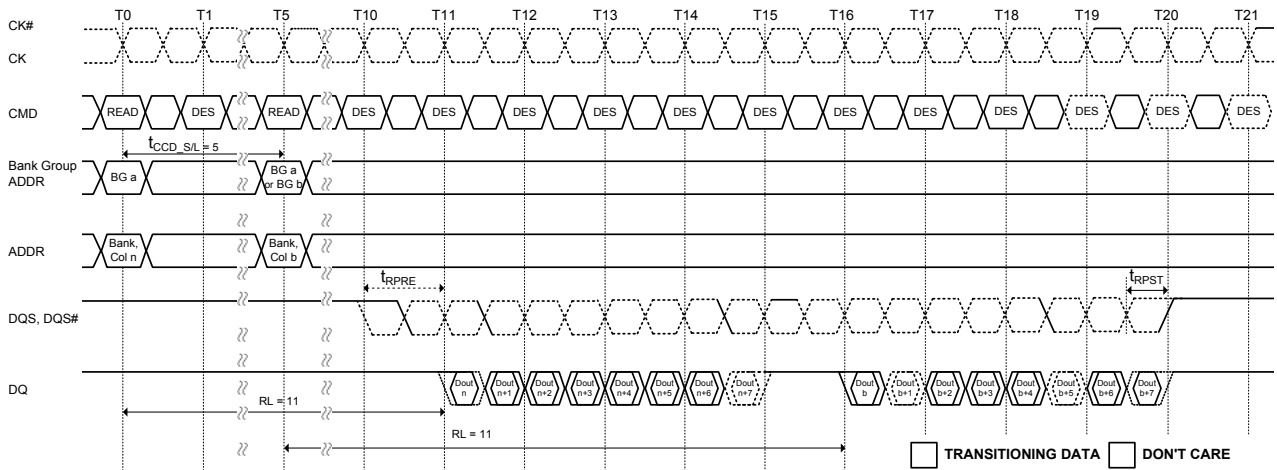 T0 T1 T5 T10 T11 T12 T13 T14 T15 T16 T17 T18 T19 T20 T21
CK#
CK
CMD READ DES READ DES DES DES DES DES DES DES DES DES DES DES DES
tCCD_S/L = 5
Bank Group
ADDR
BG a
BG a
or BG b
ADDR
Bank,
Col n
Bank,
Col b
tRPRE
tRPST
DQS, DQS#
DQ
Dout
n
Dout
n+1
Dout
n+2
Dout
n+3
Dout
n+4
Dout
n+5
Dout
n+6
Dout
n+7
Dout
b
Dout
b+1
Dout
b+2
Dout
b+3
Dout
b+4
Dout
b+5
Dout
b+6
Dout
b+7
RL = 11
RL = 11
TRANSITIONING DATA DON'T CARE